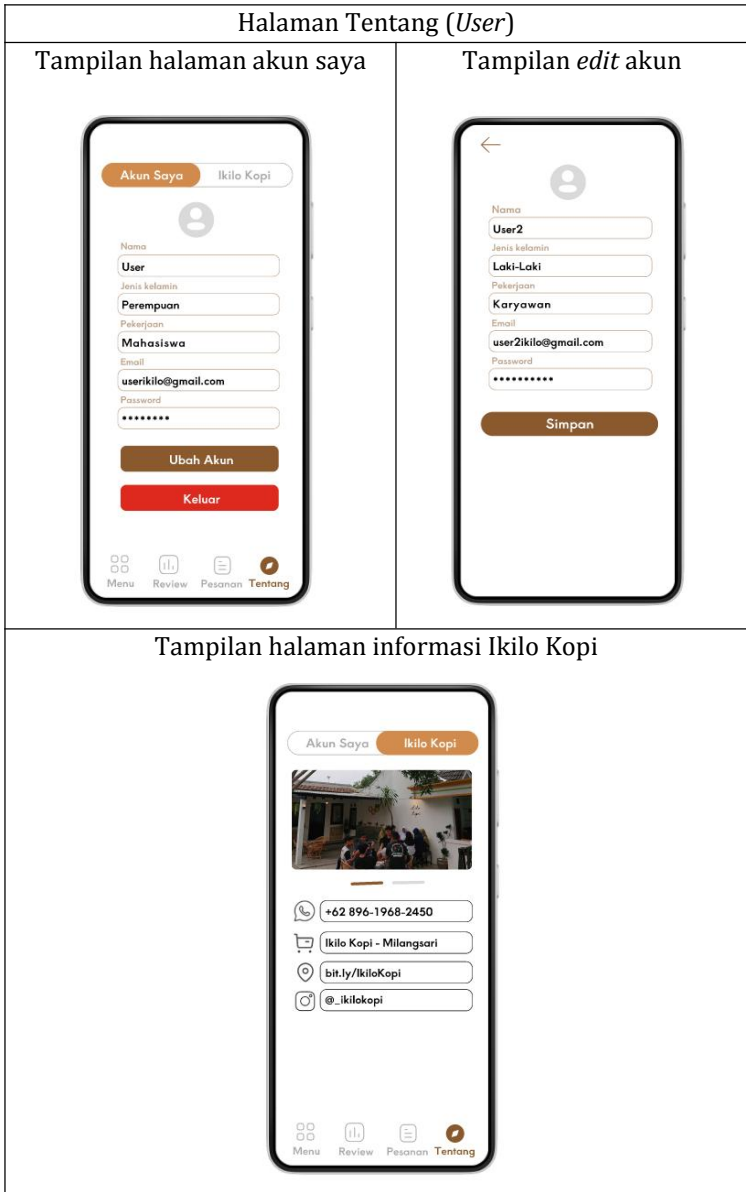 Halaman Tentang (User)
Tampilan halaman akun saya
Tampilan edit akun
Akun Saya
Ikilo Kopi
Nama
User
Jenis kelamin
Perempuan
Pekerjaan
Mahasiswa
Email
userikilo@gmail.com
Password
********
Ubah Akun
Keluar
Menu Review Pesanan Tentang
Nama
User2
Jenis kelamin
Laki-Laki
Pekerjaan
Karyawan
Email
user2ikilo@gmail.com
Password
••••••••••
Simpan
Tampilan halaman informasi Ikilo Kopi
Akun Saya
Ikilo Kopi
+62 896-1968-2450
Ikilo Kopi - Milangsari
bit.ly/IkiloKopi
@_ikilokopi
Menu Review Pesanan Tentang